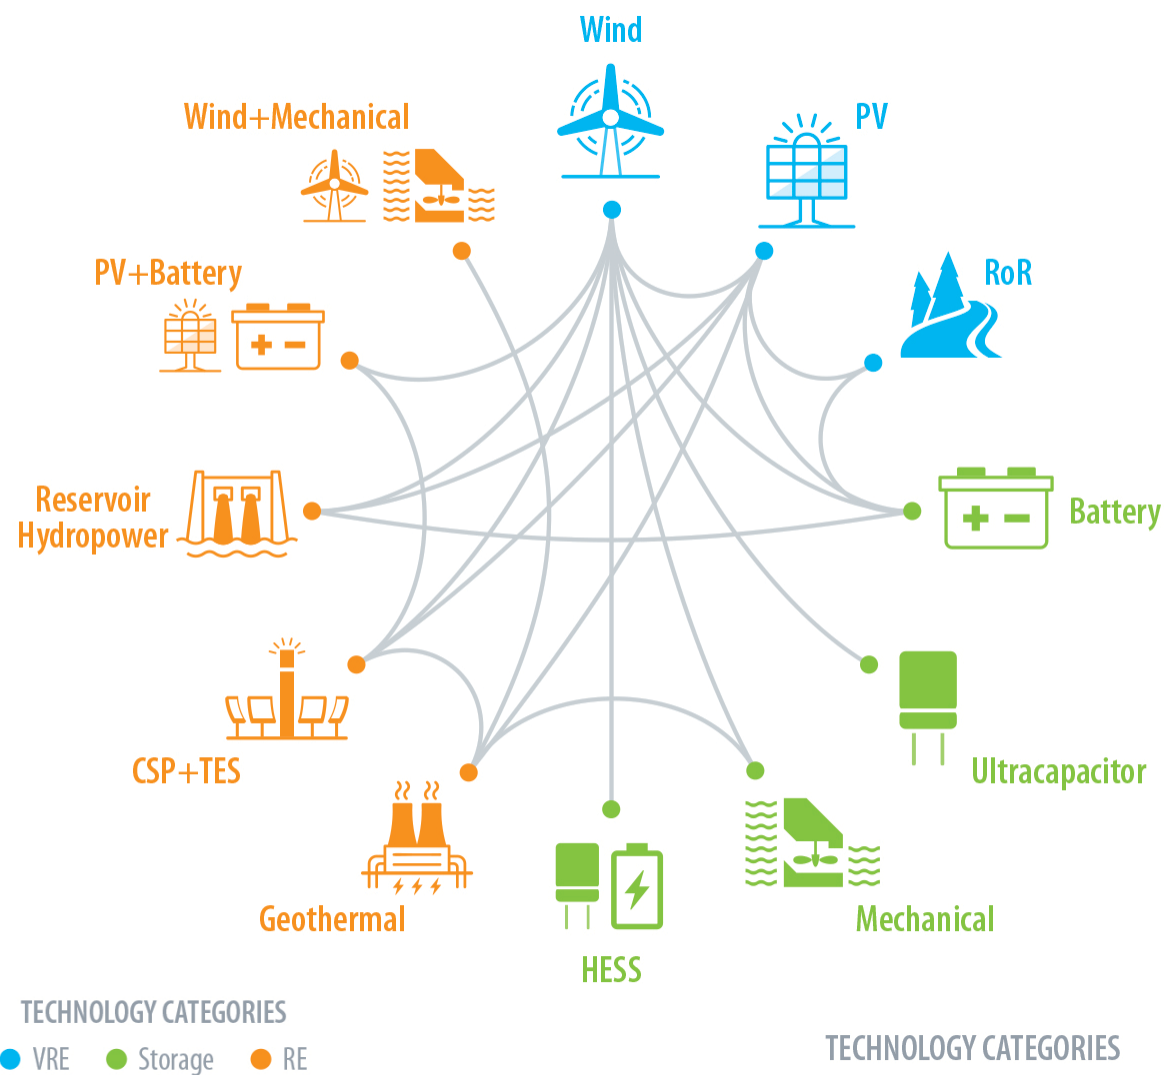 Wind
Wind+Mechanical
PV
PV+Battery
RoR
Reservoir
Hydropower
Battery
CSP+TES
Ultracapacitor
Geothermal
Mechanical
HESS
TECHNOLOGY CATEGORIES
VRE Storage RE
TECHNOLOGY CATEGORIES